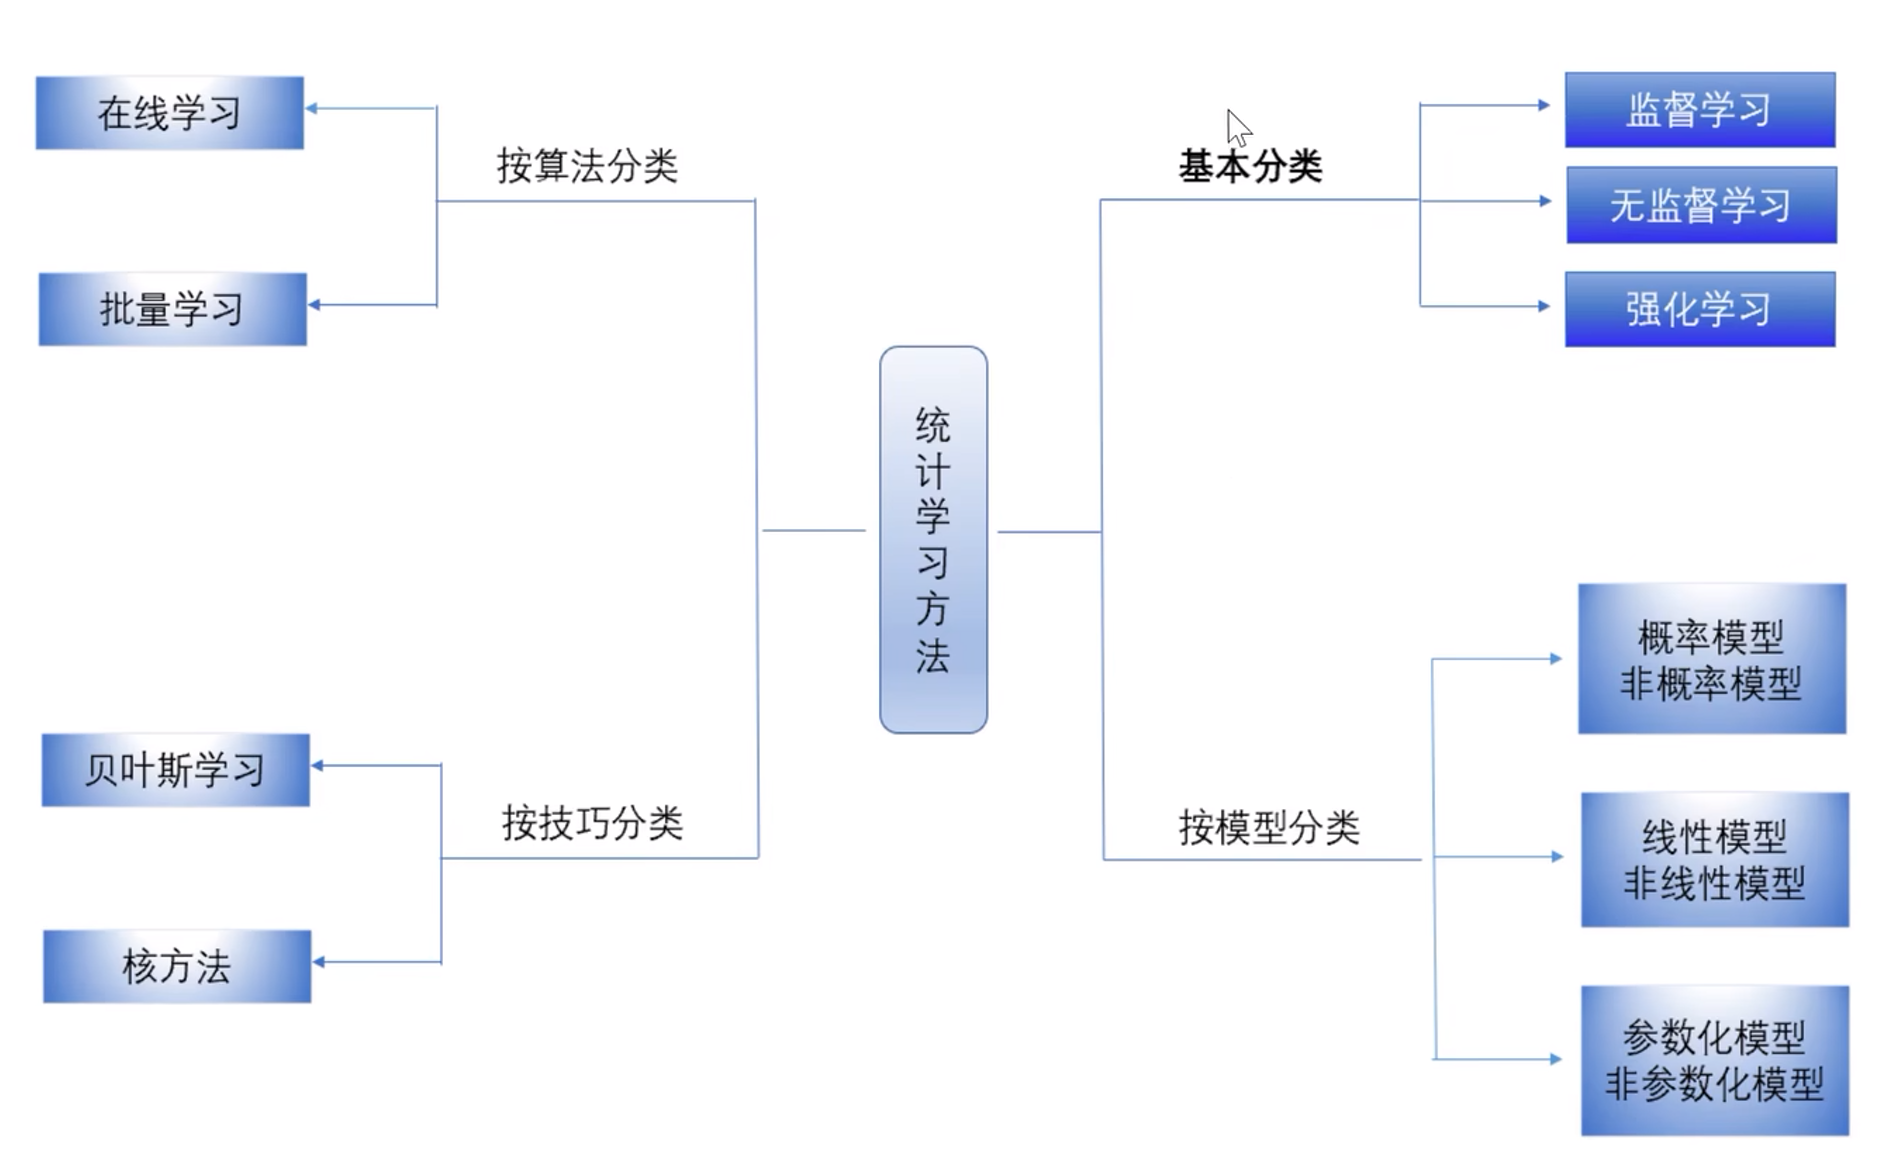 在线学习
批量学习
按算法分类
贝叶斯学习
核方法
按技巧分类
统
计
学
习
方
法
基本分类
监督学习
无监督学习
强化学习
按模型分类
概率模型
非概率模型
线性模型
非线性模型
参数化模型
非参数化模型